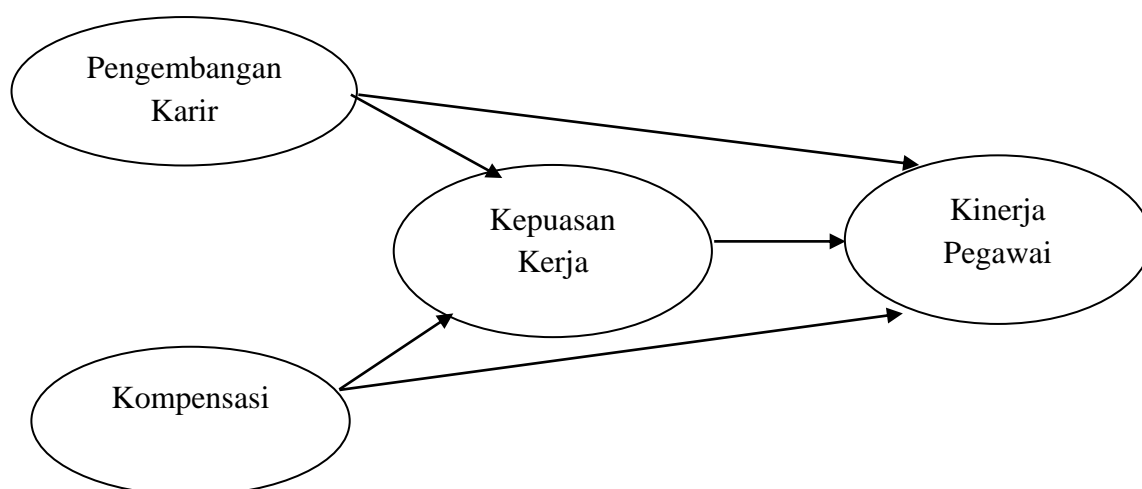 Pengembangan
Karir
Kepuasan
Kerja
Kinerja
Pegawai
Kompensasi